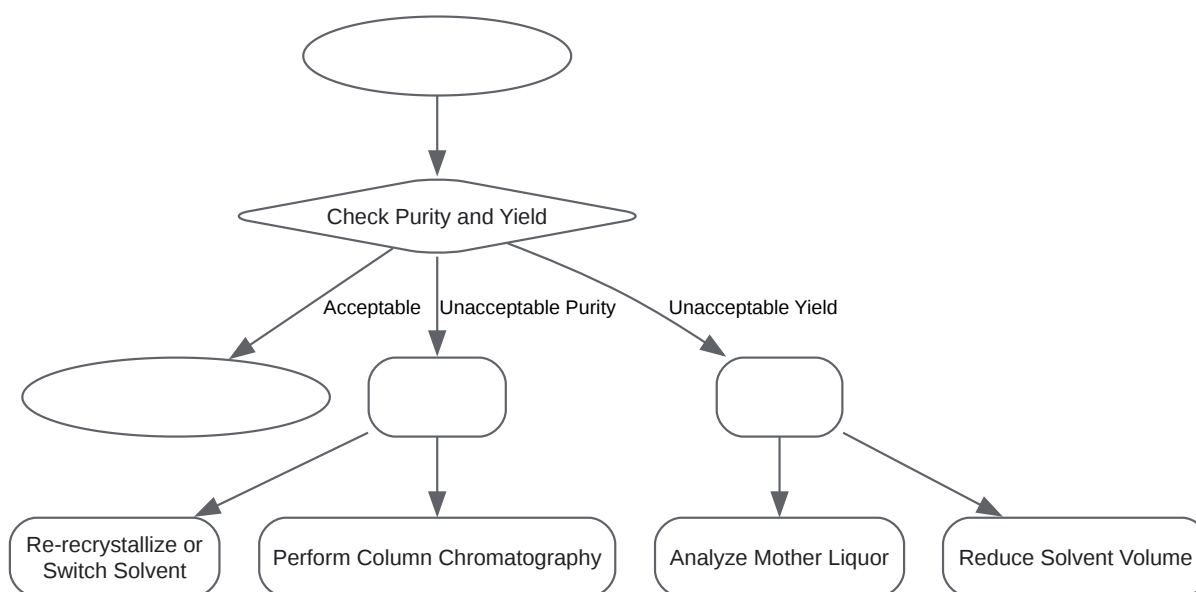 Check Purity and Yield
Acceptable
Unacceptable Purity
Unacceptable Yield
Re-recrystallize or
Switch Solvent
Perform Column Chromatography
Analyze Mother Liquor
Reduce Solvent Volume